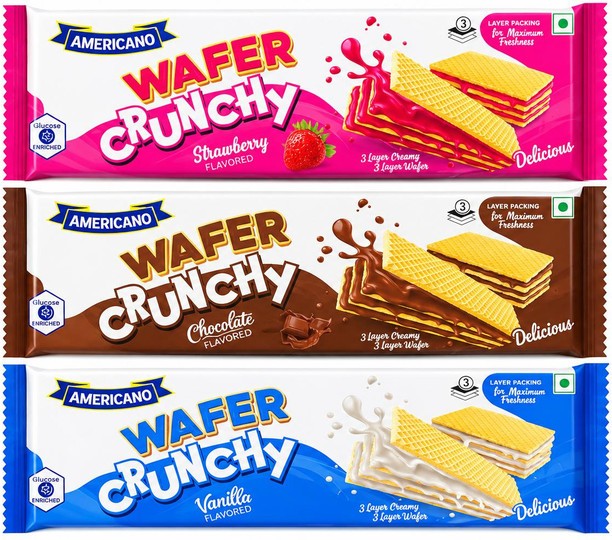 AMERICANO
WAFER
CRUNCHY
Strawberry
FLAVORED
Glucose
ENRICHED
3
LAYER PACKING
for Maximum
Freshness
3 Layer Creamy
3 Layer Wafer
Delicious
AMERICANO
WAFER
CRUNCHY
Chocolate
FLAVORED
Glucose
ENRICHED
3
LAYER PACKING
for Maximum
Freshness
3 Layer Creamy
3 Layer Wafer
Delicious
AMERICANO
WAFER
CRUNCHY
Vanilla
FLAVORED
Glucose
ENRICHED
3
LAYER PACKING
for Maximum
Freshness
3 Layer Creamy
3 Layer Wafer
Delicious